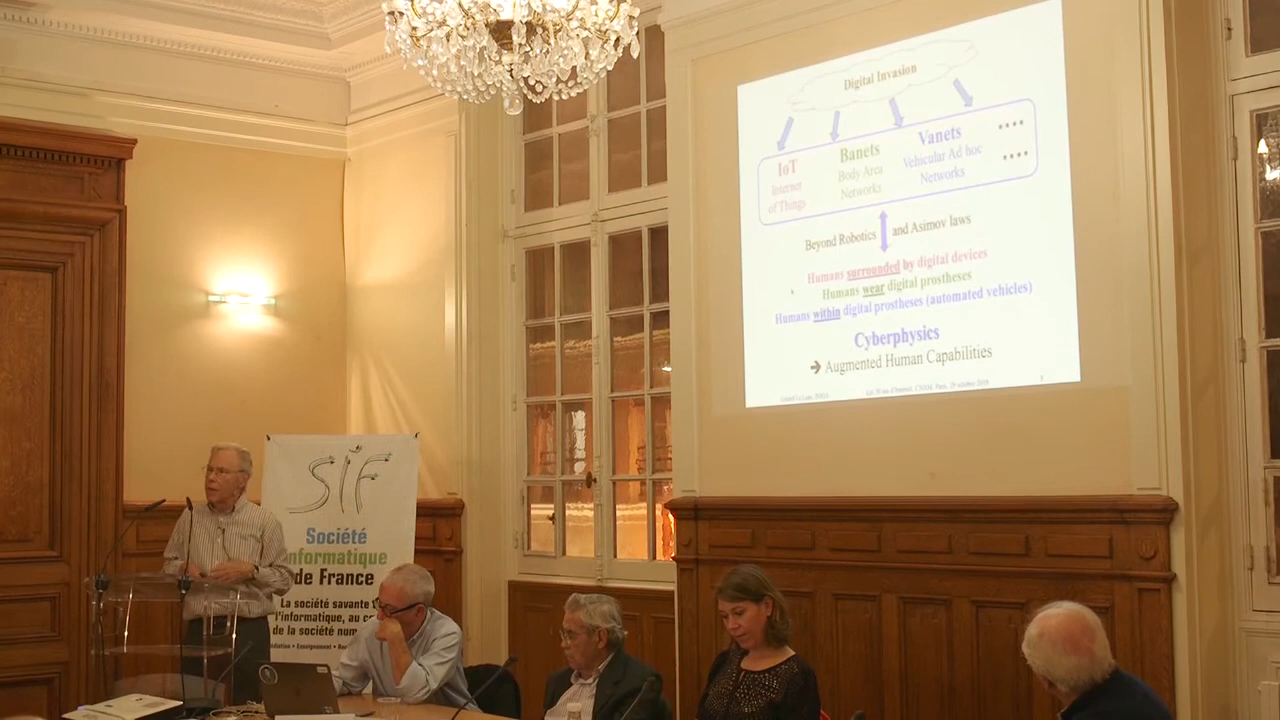 Digital Invasion
IoT
Internet
of Things
Banets
Body Area
Networks
Vanets
Vehicular Ad hoc
Networks
....
....
Beyond Robotics and Asimov laws
Humans surrounded by digital devices
Humans wear digital prostheses
Humans within digital prostheses (automated vehicles)
Cyberphysics
➔ Augmented Human Capabilities
SIF
Société
informatique
de France
La société savante
l'informatique, au
de la société
Enseignement